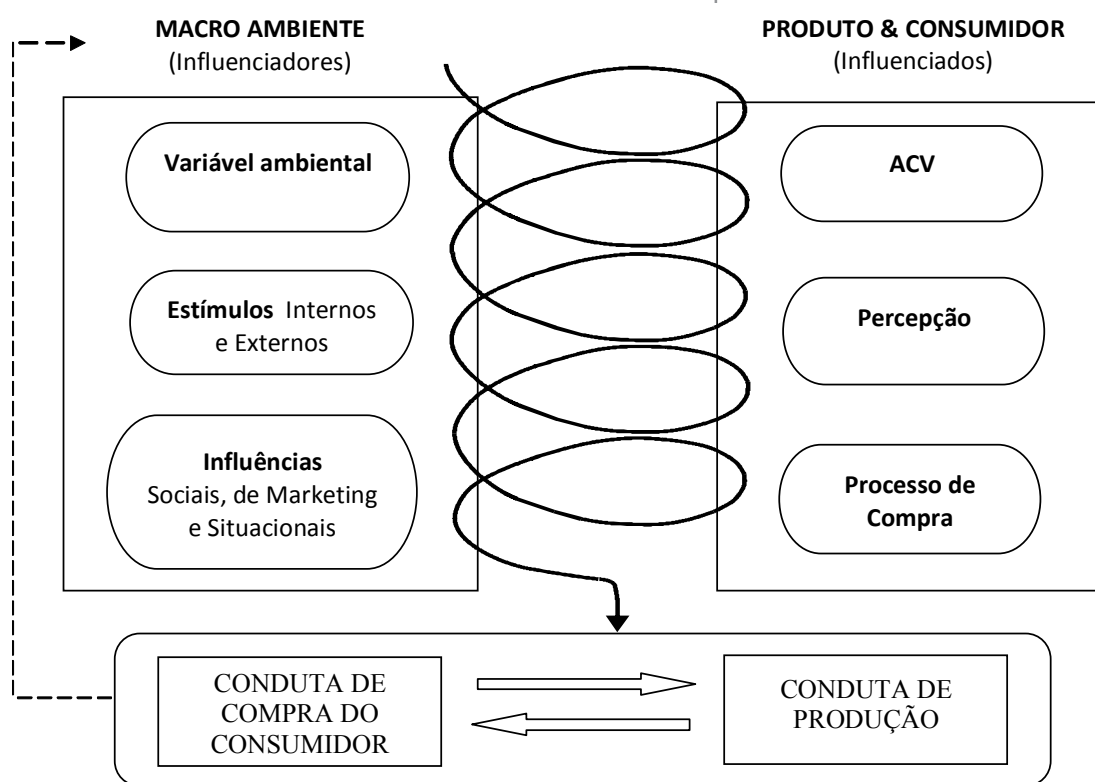 MACRO AMBIENTE
(Influenciadores)
Variável ambiental
Estímulos Internos
e Externos
Influências
Sociais, de Marketing
e Situacionais
PRODUTO & CONSUMIDOR
(Influenciados)
ACV
Percepção
Processo de
Compra
CONDUTA DE
COMPRA DO
CONSUMIDOR
CONDUTA DE
PRODUÇÃO